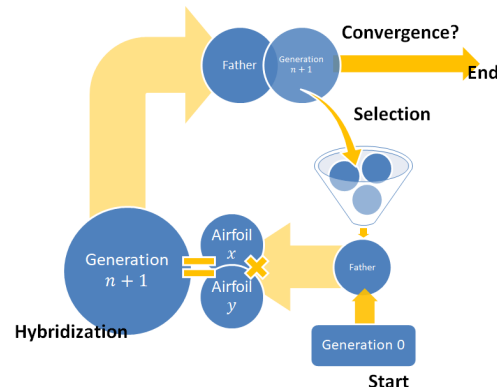 Convergence?
Father
Generation
n + 1
End
Selection
Airfoil
x
Father
Generation
n + 1
Airfoil
y
Hybridization
Generation 0
Start